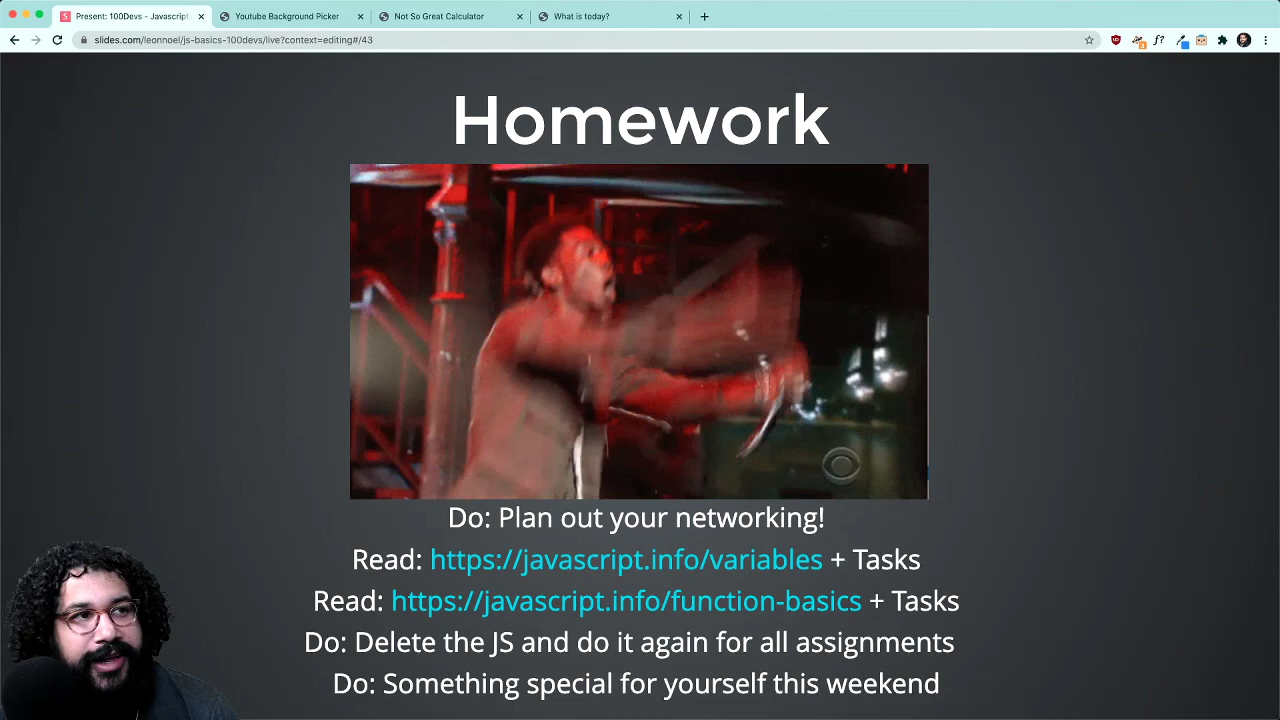 Present: 100Devs - Javascript
Youtube Background Picker
Not So Great Calculator
What is today?
slides.com/leonnoel/js-basics-100devs/live?context=editing#/43
f?
Homework
Do: Plan out your networking!
Read: https://javascript.info/variables + Tasks
Read: https://javascript.info/function-basics + Tasks
Do: Delete the JS and do it again for all assignments
Do: Something special for yourself this weekend